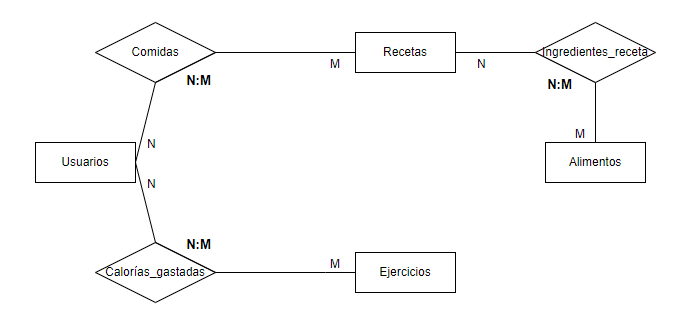 Comidas
Recetas
Ingredientes_receta
M
N
N:M
N:M
M
N
Usuarios
Alimentos
N
N:M
M
Calorías_gastadas
Ejercicios